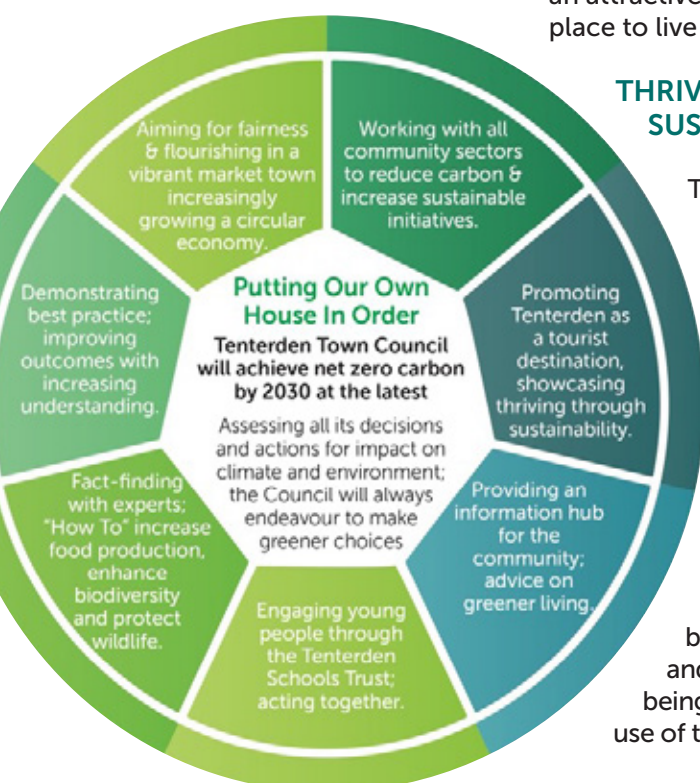 an attractive
place to live
THRIV
SUS
T
Aiming for fairness
& flourishing in a
vibrant market town
increasingly
growing a circular
economy.
Working with all
community sectors
to reduce carbon &
increase sustainable
initiatives.
Promoting
Tenterden as
a tourist
destination,
showcasing
thriving through
sustainability.
Providing an
information hub
for the
community;
advice on
greener living.
Engaging young
people through
the Tenterden
Schools Trust;
acting together.
Fact-finding
with experts;
"How To" increase
food production,
enhance
biodiversity
and protect
wildlife.
Demonstrating
best practice;
improving
outcomes with
increasing
understanding.
Putting Our Own
House In Order
Tenterden Town Council
will achieve net zero carbon
by 2030 at the latest
Assessing all its decisions
and actions for impact on
climate and environment;
the Council will always
endeavour to make
greener choices
b
and
being
use of t